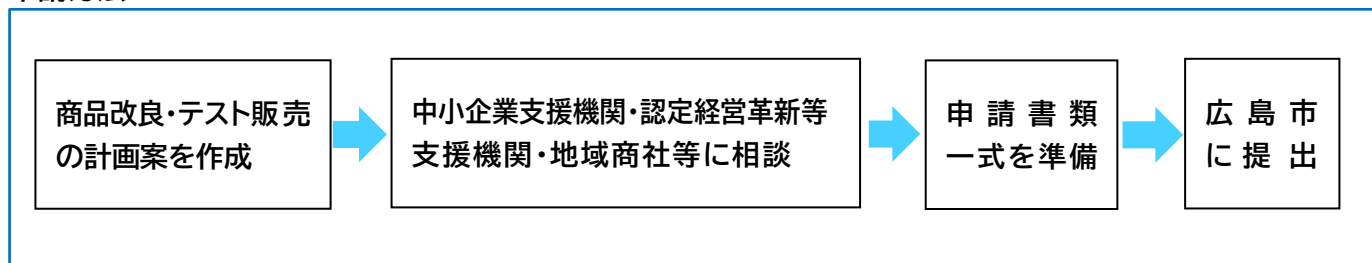 商品改良・テスト販売
の計画案を作成
中小企業支援機関・認定経営革新等
支援機関・地域商社等に相談
申請書類
一式を準備
広島市
に提出